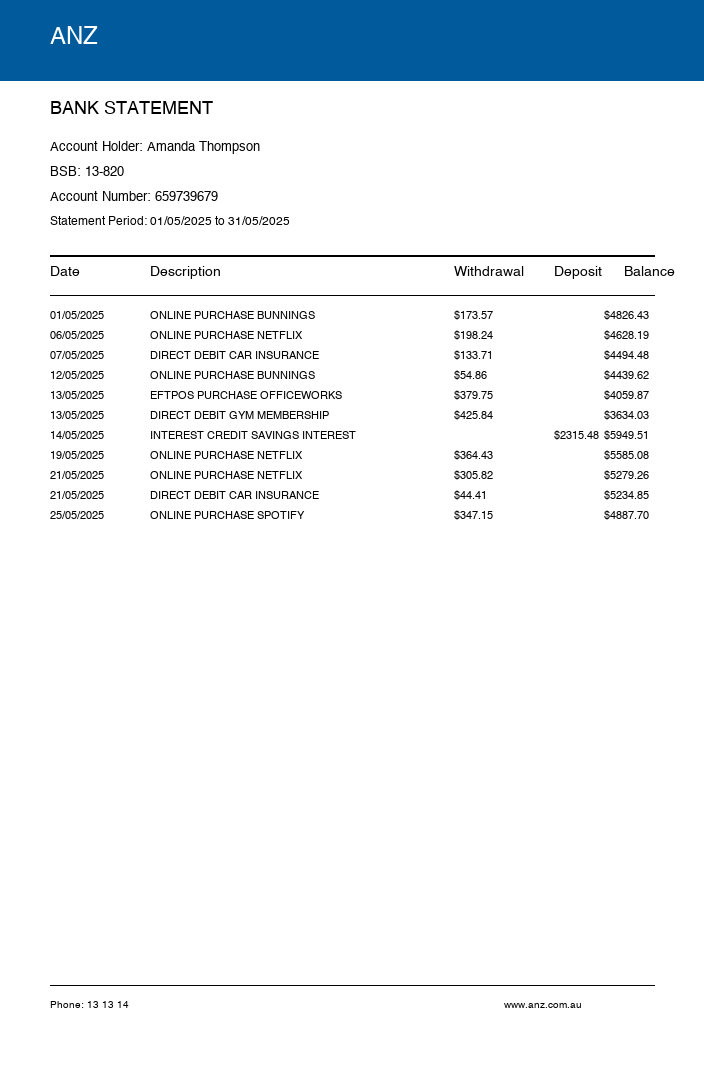 ANZ
BANK STATEMENT
Account Holder: Amanda Thompson
BSB: 13-820
Account Number: 659739679
Statement Period: 01/05/2025 to 31/05/2025
Date Description Withdrawal Deposit Balance
01/05/2025 ONLINE PURCHASE BUNNINGS $173.57 $4826.43
06/05/2025 ONLINE PURCHASE NETFLIX $198.24 $4628.19
07/05/2025 DIRECT DEBIT CAR INSURANCE $133.71 $4494.48
12/05/2025 ONLINE PURCHASE BUNNINGS $54.86 $4439.62
13/05/2025 EFTPOS PURCHASE OFFICEWORKS $379.75 $4059.87
13/05/2025 DIRECT DEBIT GYM MEMBERSHIP $425.84 $3634.03
14/05/2025 INTEREST CREDIT SAVINGS INTEREST $2315.48 $5949.51
19/05/2025 ONLINE PURCHASE NETFLIX $364.43 $5585.08
21/05/2025 ONLINE PURCHASE NETFLIX $305.82 $5279.26
21/05/2025 DIRECT DEBIT CAR INSURANCE $44.41 $5234.85
25/05/2025 ONLINE PURCHASE SPOTIFY $347.15 $4887.70
Phone: 13 13 14 www.anz.com.au